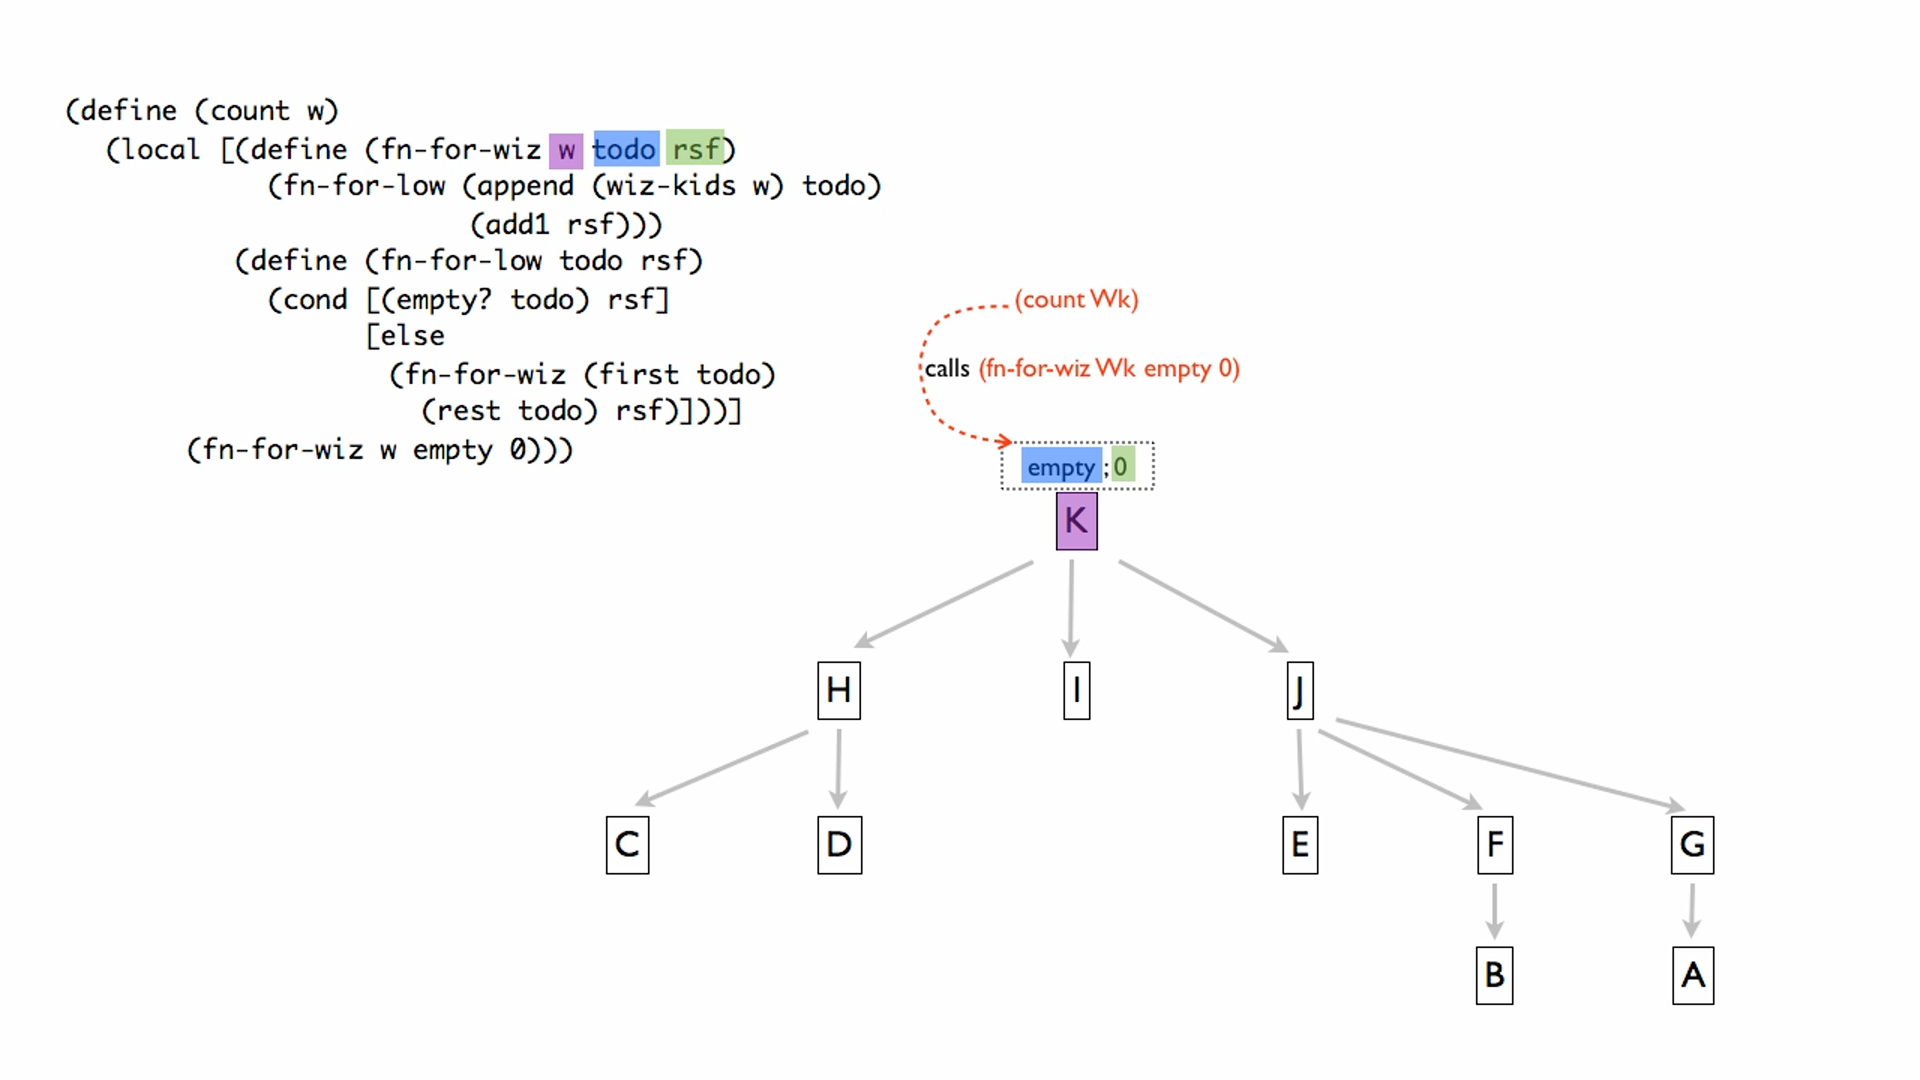 (define (count w)
(local [(define (fn-for-wiz w todo rsf)
(fn-for-low (append (wiz-kids w) todo)
(add1 rsf)))
(define (fn-for-low todo rsf)
(cond [(empty? todo) rsf]
[else
(fn-for-wiz (first todo)
(rest todo) rsf)]))]
(fn-for-wiz w empty 0)))
(count Wk)
calls (fn-for-wiz Wk empty 0)
empty ; 0
K
H I J
C D E F G
B A